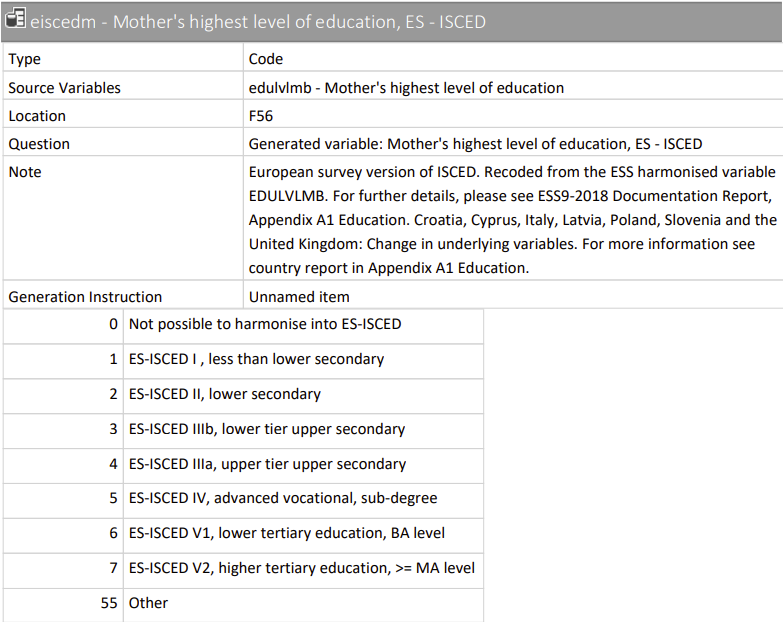 eiscedm - Mother's highest level of education, ES - ISCED
Type Code
Source Variables edulvlmb - Mother's highest level of education
Location F56
Question Generated variable: Mother's highest level of education, ES - ISCED
Note European survey version of ISCED. Recoded from the ESS harmonised variable
EDULVLMB. For further details, please see ESS9-2018 Documentation Report,
Appendix A1 Education. Croatia, Cyprus, Italy, Latvia, Poland, Slovenia and the
United Kingdom: Change in underlying variables. For more information see
country report in Appendix A1 Education.
Generation Instruction Unnamed item
0 Not possible to harmonise into ES-ISCED
1 ES-ISCED I , less than lower secondary
2 ES-ISCED II, lower secondary
3 ES-ISCED IIIb, lower tier upper secondary
4 ES-ISCED IIIa, upper tier upper secondary
5 ES-ISCED IV, advanced vocational, sub-degree
6 ES-ISCED V1, lower tertiary education, BA level
7 ES-ISCED V2, higher tertiary education, >= MA level
55 Other